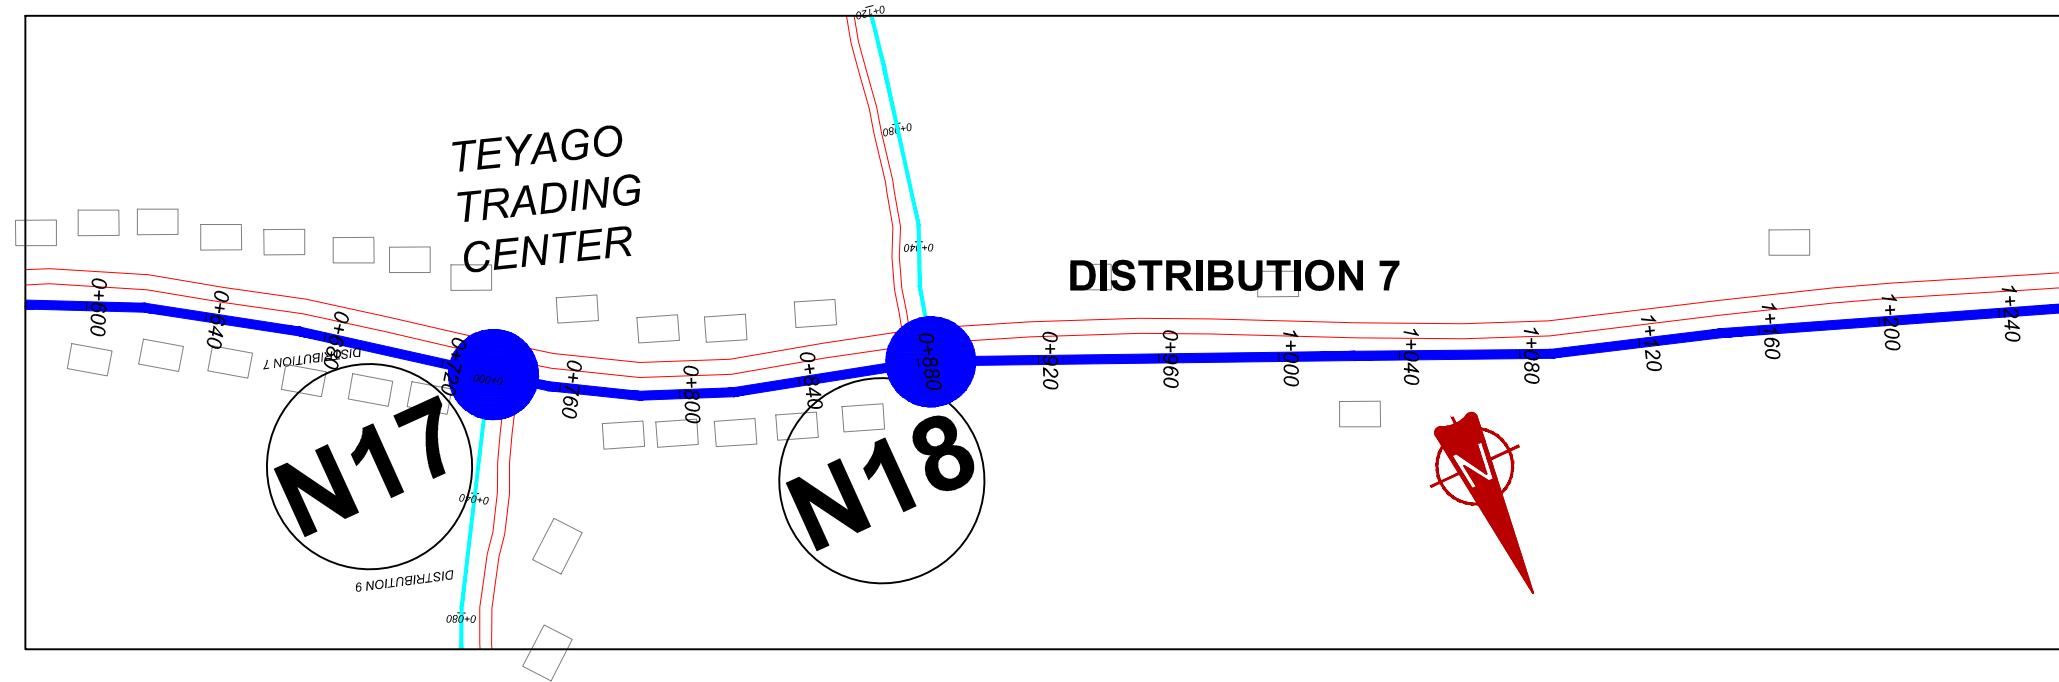 0+120
0+080
0+040
TEYAGO
TRADING
CENTER
DISTRIBUTION 7
0+600
0+640
0+680
0+720
0+760
0+800
0+840
0+880
0+920
0+960
1+000
1+040
1+080
1+120
1+160
1+200
1+240
DISTRIBUTION 7
0+000
N17
N18
N
0+040
DISTRIBUTION 9
0+080